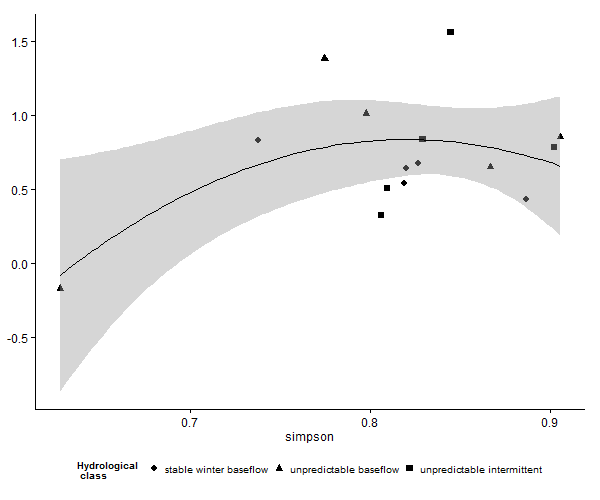 1.5
1.0
0.5
0.0
-0.5
0.7 0.8 0.9
simpson
Hydrological
class
stable winter baseflow unpredictable baseflow unpredictable intermittent